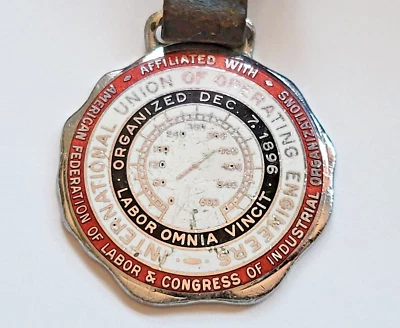 AFFILIATED WITH
AMERICAN FEDERATION OF LABOR & CONGRESS OF INDUSTRIAL ORGANIZATIONS
INTERNATIONAL UNION OF OPERATING ENGINEERS
ORGANIZED DEC. 7, 1896
LABOR OMNIA VINCIT